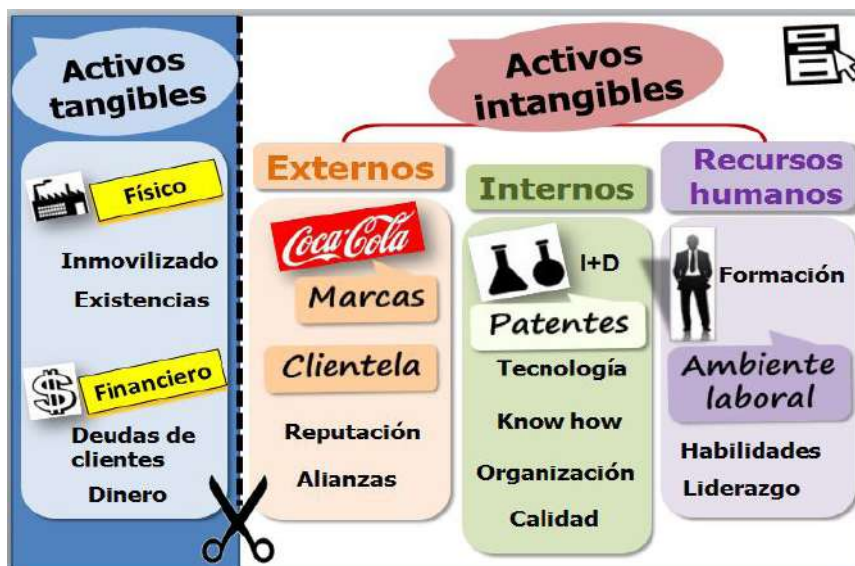 Activos
tangibles
Físico
Inmovilizado
Existencias
Financiero
Deudas de
clientes
Dinero
Activos
intangibles
Externos
Coca-Cola
Marcas
Clientela
Reputación
Alianzas
Internos
I+D
Patentes
Tecnología
Know how
Organización
Calidad
Recursos
humanos
Formación
Ambiente
laboral
Habilidades
Liderazgo